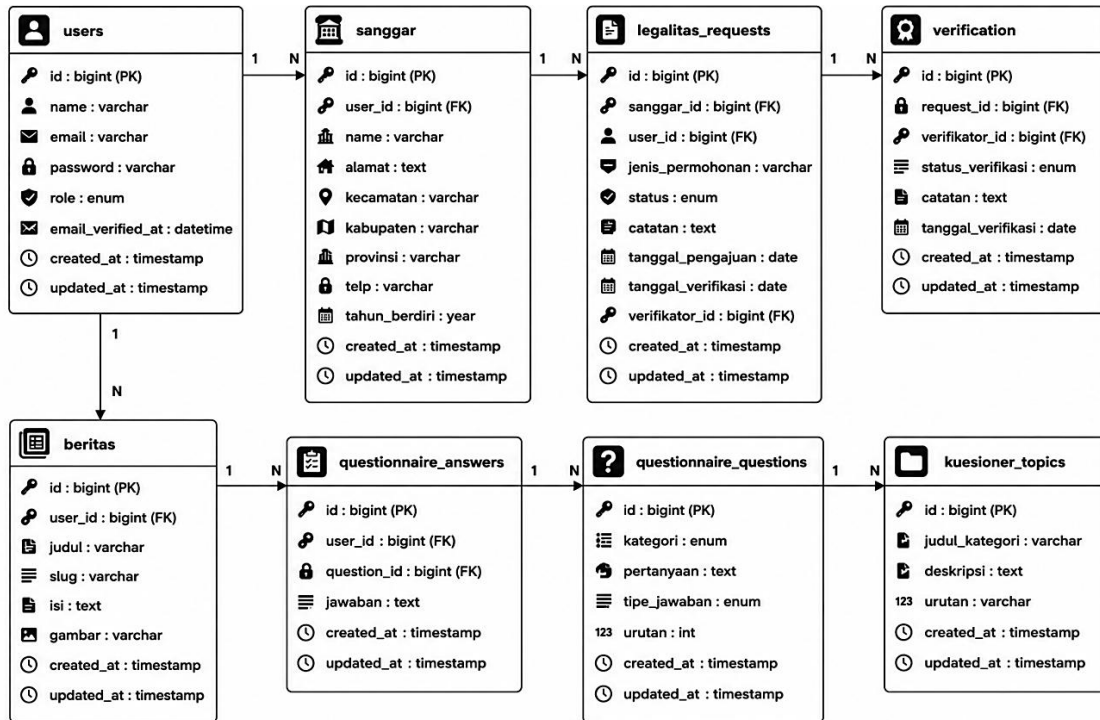 users
id : bigint (PK)
name : varchar
email : varchar
password : varchar
role : enum
email_verified_at : datetime
created_at : timestamp
updated_at : timestamp
1 N
sanggar
id : bigint (PK)
user_id : bigint (FK)
name : varchar
alamat : text
kecamatan : varchar
kabupaten : varchar
provinsi : varchar
telp : varchar
tahun_berdiri : year
created_at : timestamp
updated_at : timestamp
1 N
legalitas_requests
id : bigint (PK)
sanggar_id : bigint (FK)
user_id : bigint (FK)
jenis_permohonan : varchar
status : enum
catatan : text
tanggal_pengajuan : date
tanggal_verifikasi : date
verifikator_id : bigint (FK)
created_at : timestamp
updated_at : timestamp
1 N
verification
id : bigint (PK)
request_id : bigint (FK)
verifikator_id : bigint (FK)
status_verifikasi : enum
catatan : text
tanggal_verifikasi : date
created_at : timestamp
updated_at : timestamp
1
N
beritas
id : bigint (PK)
user_id : bigint (FK)
judul : varchar
slug : varchar
isi : text
gambar : varchar
created_at : timestamp
updated_at : timestamp
1 N
questionnaire_answers
id : bigint (PK)
user_id : bigint (FK)
question_id : bigint (FK)
jawaban : text
created_at : timestamp
updated_at : timestamp
1 N
?
questionnaire_questions
id : bigint (PK)
kategori : enum
pertanyaan : text
tipe_jawaban : enum
123 urutan : int
created_at : timestamp
updated_at : timestamp
1 N
kuesioner_topics
id : bigint (PK)
judul_kategori : varchar
deskripsi : text
123 urutan : varchar
created_at : timestamp
updated_at : timestamp